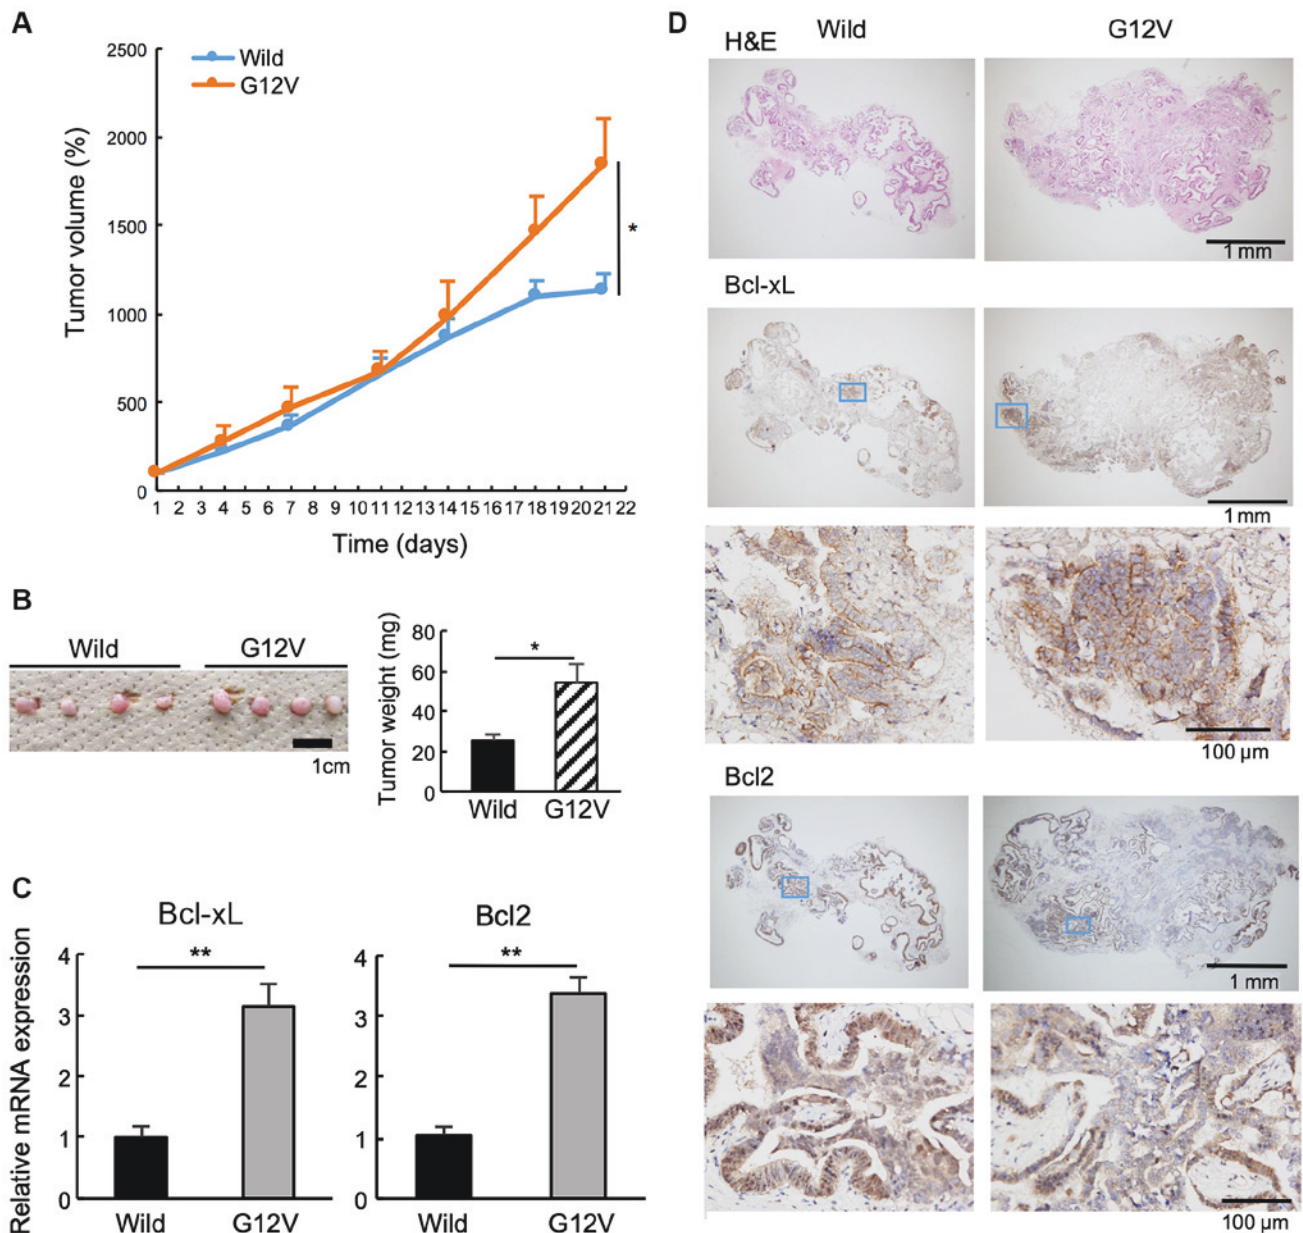 A
2500
2000
1500
1000
500
0
Tumor volume (%)
Wild
G12V
*
1 2 3 4 5 6 7 8 9 10 11 12 13 14 15 16 17 18 19 20 21 22
Time (days)
B
Wild G12V
1cm
Tumor weight (mg)
80
60
40
20
0
*
Wild G12V
C
Relative mRNA expression
Bcl-xL
4
3
2
1
0
**
Wild G12V
Bcl2
4
3
2
1
0
**
Wild G12V
D
Wild G12V
H&E
1 mm
Bcl-xL
1 mm
100 µm
Bcl2
1 mm
100 µm